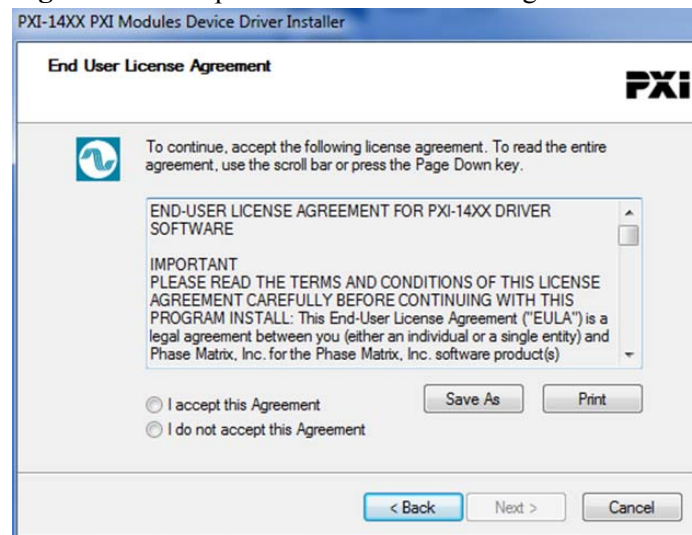 PXI-14XX PXI Modules Device Driver Installer
End User License Agreement
PXI
To continue, accept the following license agreement. To read the entire
agreement, use the scroll bar or press the Page Down key.
END-USER LICENSE AGREEMENT FOR PXI-14XX DRIVER
SOFTWARE
IMPORTANT
PLEASE READ THE TERMS AND CONDITIONS OF THIS LICENSE
AGREEMENT CAREFULLY BEFORE CONTINUING WITH THIS
PROGRAM INSTALL: This End-User License Agreement ("EULA") is a
legal agreement between you (either an individual or a single entity) and
Phase Matrix, Inc. for the Phase Matrix, Inc. software product(s)
I accept this Agreement
Save As
Print
I do not accept this Agreement
< Back
Next >
Cancel